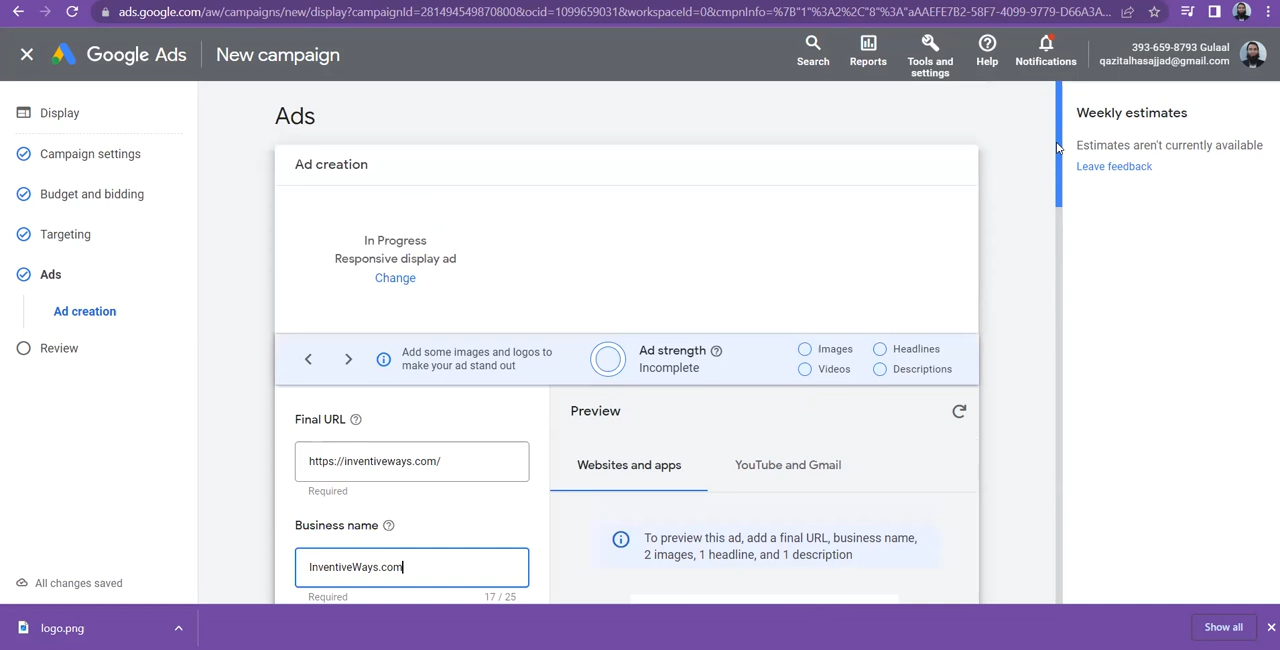 ads.google.com/aw/campaigns/new/display?campaignId=281494549870800&ocid=1099659031&workspaceId=0&cmpnInfo=%7B"1"%3A2%2C"8"%3A"aAAEFE7B2-58F7-4099-9779-D66A3A...
Google Ads
New campaign
Search
Reports
Tools and
settings
Help
Notifications
393-659-8793 Gulaal
qazitalhasajjad@gmail.com
Display
Campaign settings
Budget and bidding
Targeting
Ads
Ad creation
Review
All changes saved
Ads
Ad creation
In Progress
Responsive display ad
Change
Add some images and logos to
make your ad stand out
Ad strength
Incomplete
Images
Headlines
Videos
Descriptions
Final URL
https://inventiveways.com/
Required
Business name
InventiveWays.com
Required
17 / 25
Preview
Websites and apps
YouTube and Gmail
To preview this ad, add a final URL, business name,
2 images, 1 headline, and 1 description
Weekly estimates
Estimates aren't currently available
Leave feedback
logo.png
Show all